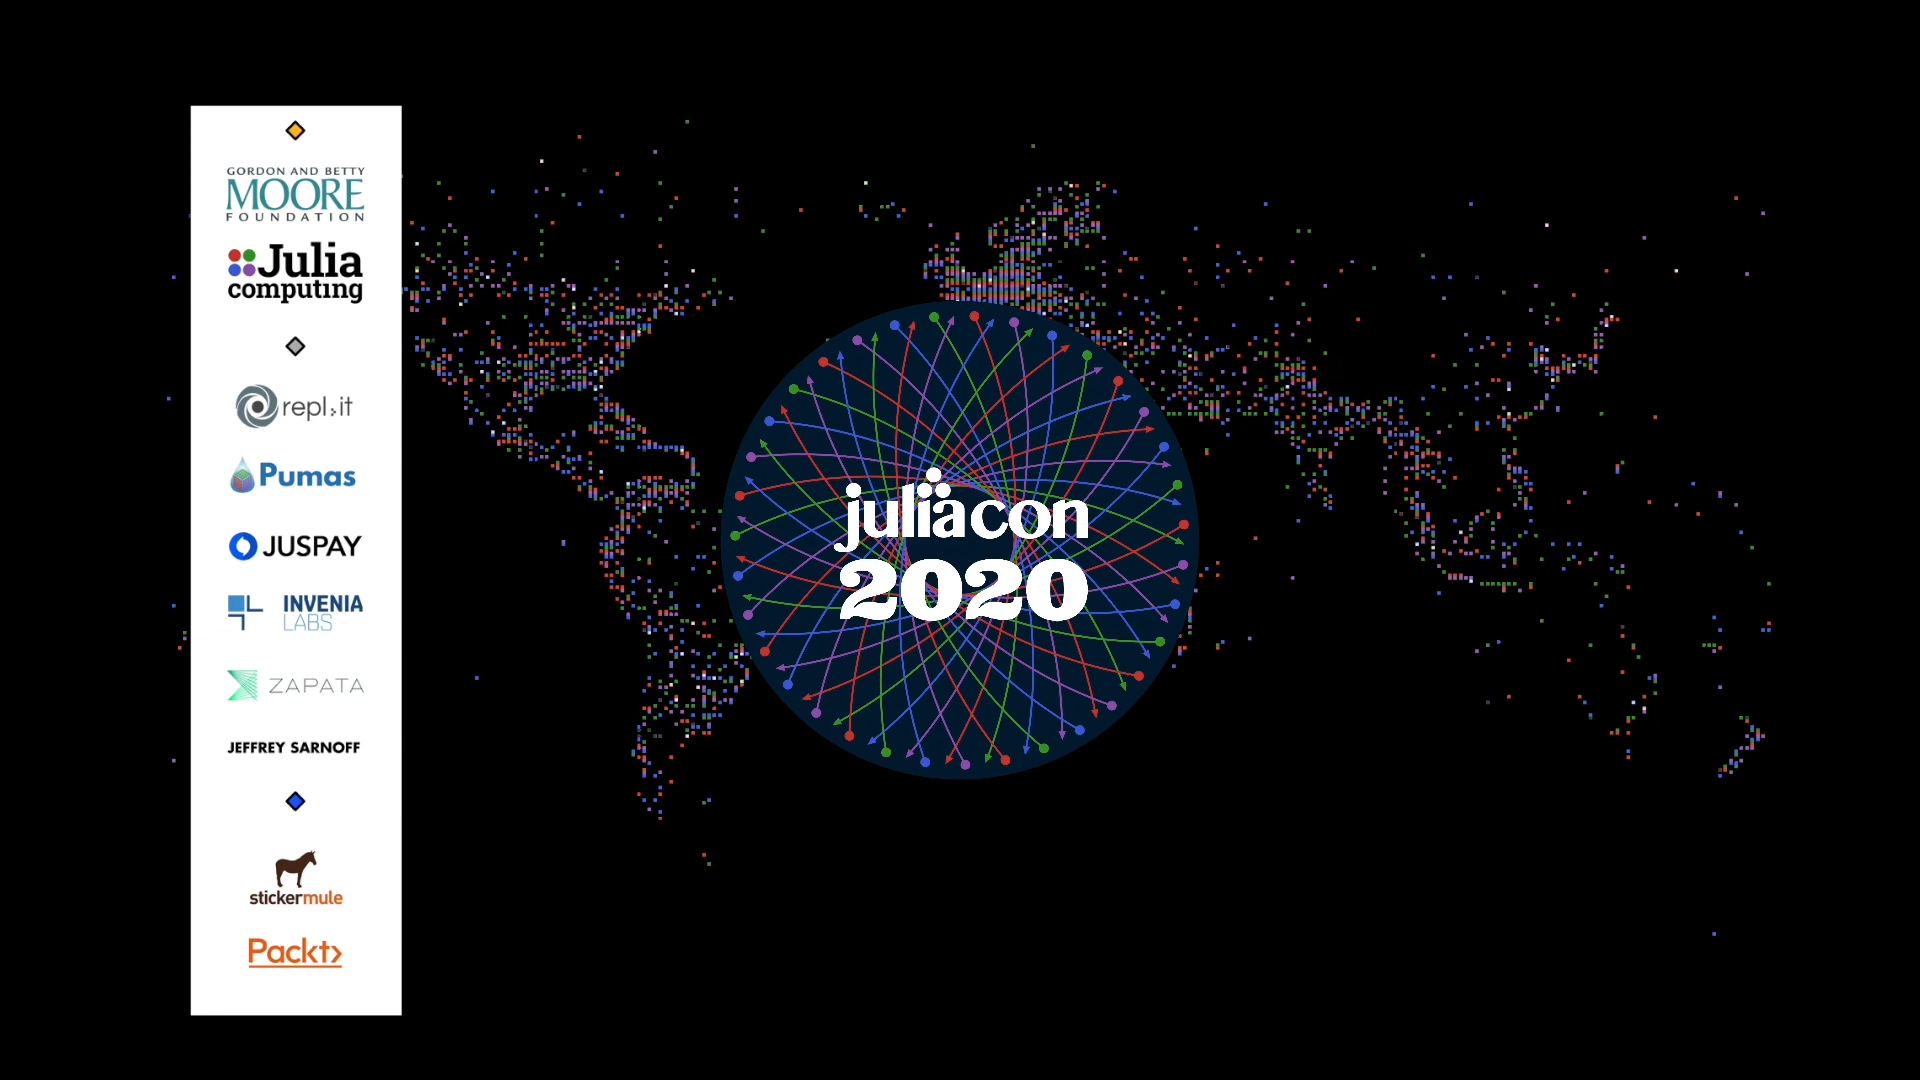 GORDON AND BETTY
MOORE
FOUNDATION
Julia
computing
repl.it
Pumas
JUSPAY
INVENIA
LABS
ZAPATA
JEFFREY SARNOFF
stickermule
Packt
juliacon
2020